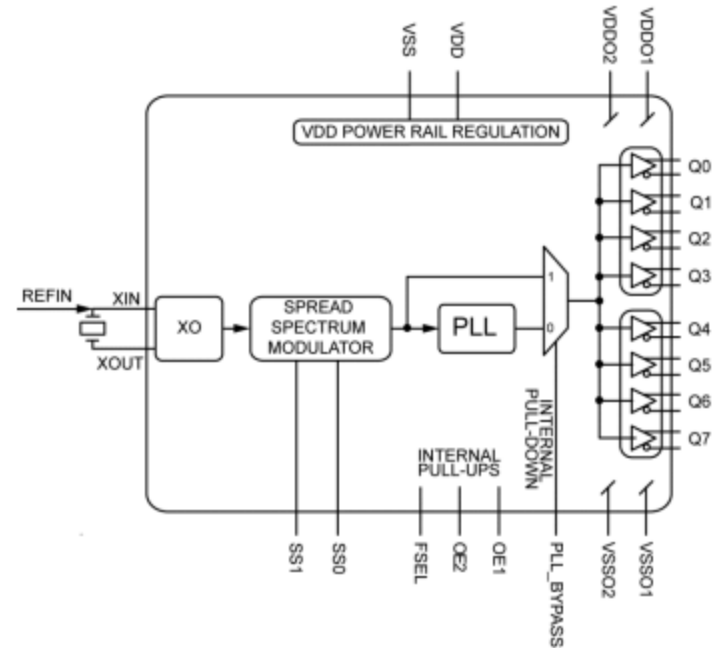 VSS
VDD
VDDO2
VDDO1
VDD POWER RAIL REGULATION
Q0
Q1
Q2
Q3
REFIN
XIN
XO
SPREAD
SPECTRUM
MODULATOR
PLL
1
0
XOUT
Q4
Q5
Q6
Q7
INTERNAL
PULL-DOWN
INTERNAL
PULL-UPS
SS1
SS0
FSEL
OE2
OE1
PLL_BYPASS
VSSO2
VSSO1